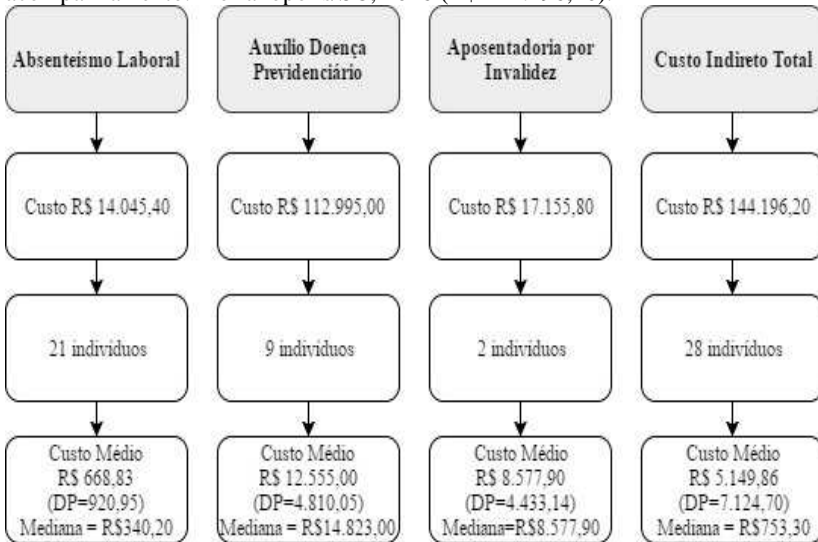 Absenteísmo Laboral
Custo R$ 14.045,40
21 indivíduos
Custo Médio
R$ 668,83
(DP=920,95)
Mediana = R$340,20
Auxílio Doença
Previdenciário
Custo R$ 112.995,00
9 indivíduos
Custo Médio
R$ 12.555,00
(DP=4.810,05)
Mediana = R$14.823,00
Aposentadoria por
Invalidez
Custo R$ 17.155,80
2 indivíduos
Custo Médio
R$ 8.577,90
(DP=4.433,14)
Mediana=R$8.577,90
Custo Indireto Total
Custo R$ 144.196,20
28 indivíduos
Custo Médio
R$ 5.149,86
(DP=7.124,70)
Mediana = R$753,30